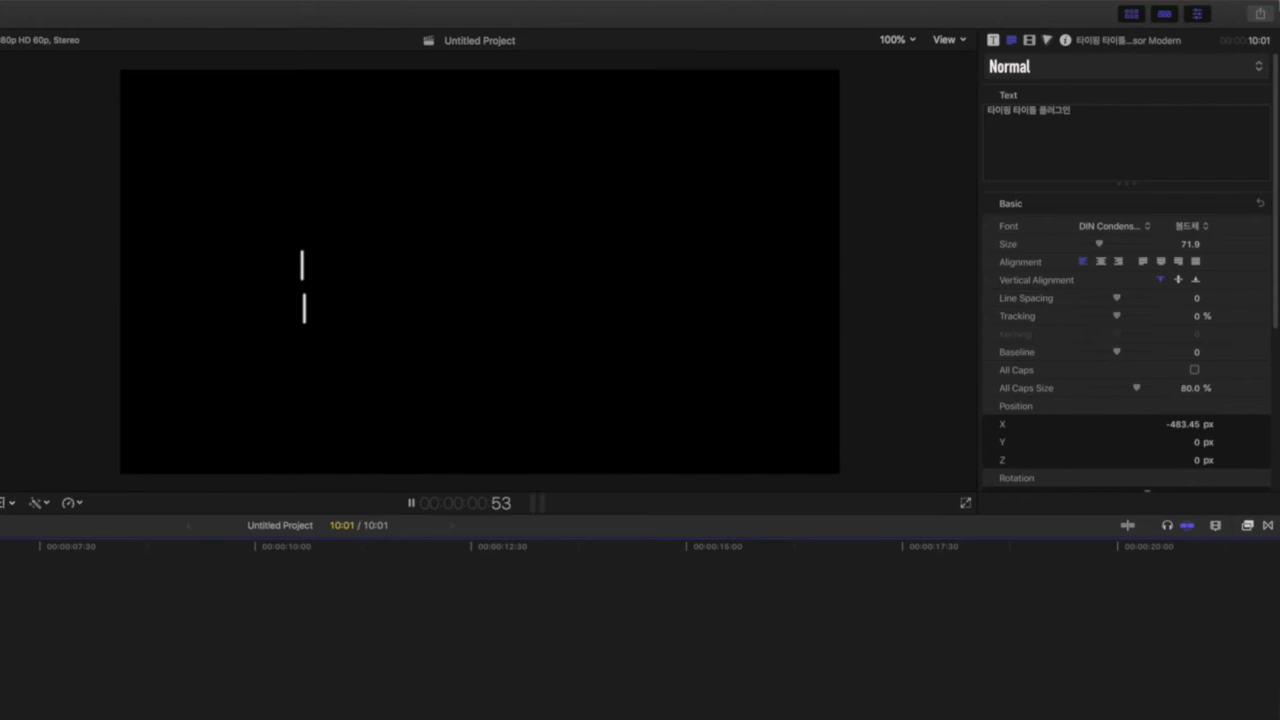 80p HD 60p, Stereo
Untitled Project
100%
View
T
타이핑 타이틀...sor Modern
00:00:10:01
Normal
Text
타이핑 타이틀 플러그인
Basic
Font DIN Condens... 볼드체
Size 71.9
Alignment
Vertical Alignment
Line Spacing 0
Tracking 0 %
Kerning 0
Baseline 0
All Caps
All Caps Size 80.0 %
Position
X -483.45 px
Y 0 px
Z 0 px
Rotation
00:00:00:53
Untitled Project
10:01 / 10:01
00:00:07:30
00:00:10:00
00:00:12:30
00:00:15:00
00:00:17:30
00:00:20:00